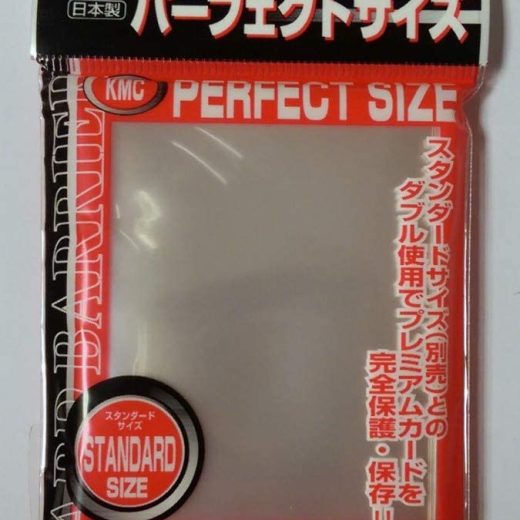 日本製
パーフェクトサイズ
KMC
PERFECT SIZE
スタンダードサイズ(別売)との
ダブル使用でプレミアムカードを
完全保護・保存!!
スタンダード
サイズ
STANDARD
SIZE